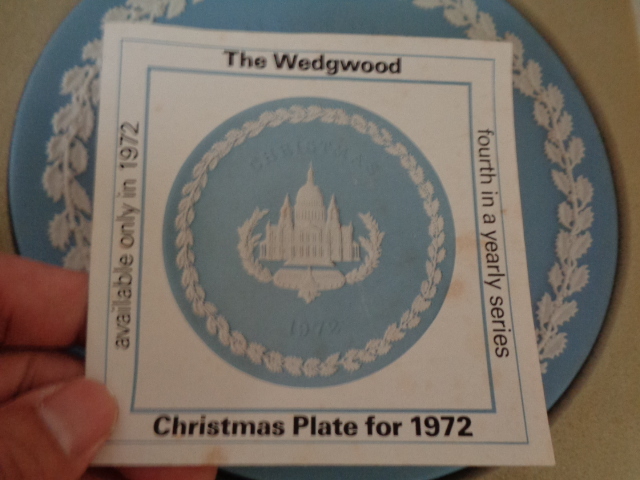 The Wedgwood
available only in 1972
fourth in a yearly series
CHRISTMAS
1972
Christmas Plate for 1972